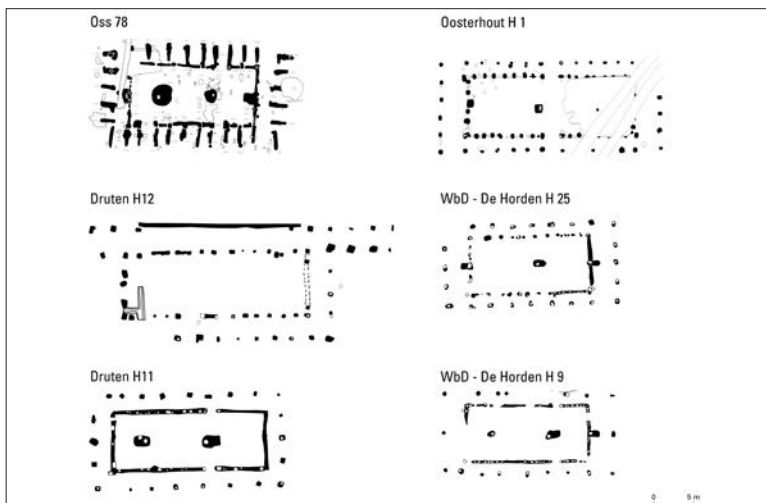 Oss 78
Oosterhout H 1
Druten H12
WbD - De Horden H 25
Druten H11
WbD - De Horden H 9
0 5 m